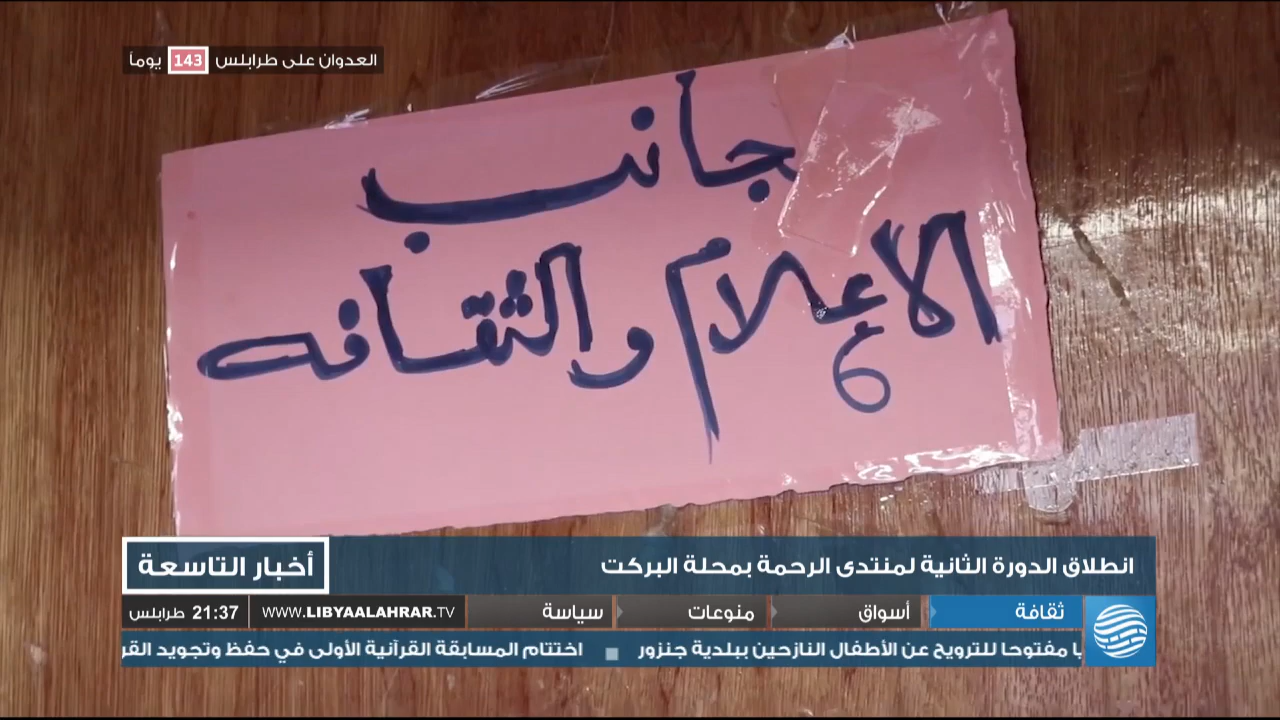 العدوان على طرابلس 143 يوماً
جانب
الإعلام والثقافه
انطلاق الدورة الثانية لمنتدى الرحمة بمحلة البركت
أخبار التاسعة
ثقافة
أسواق
منوعات
سياسة
WWW.LIBYAALAHRAR.TV
21:37 طرابلس
مفتوحا للترويح عن الأطفال النازحين ببلدية جنزور ■ اختتام المسابقة القرآنية الأولى في حفظ وتجويد